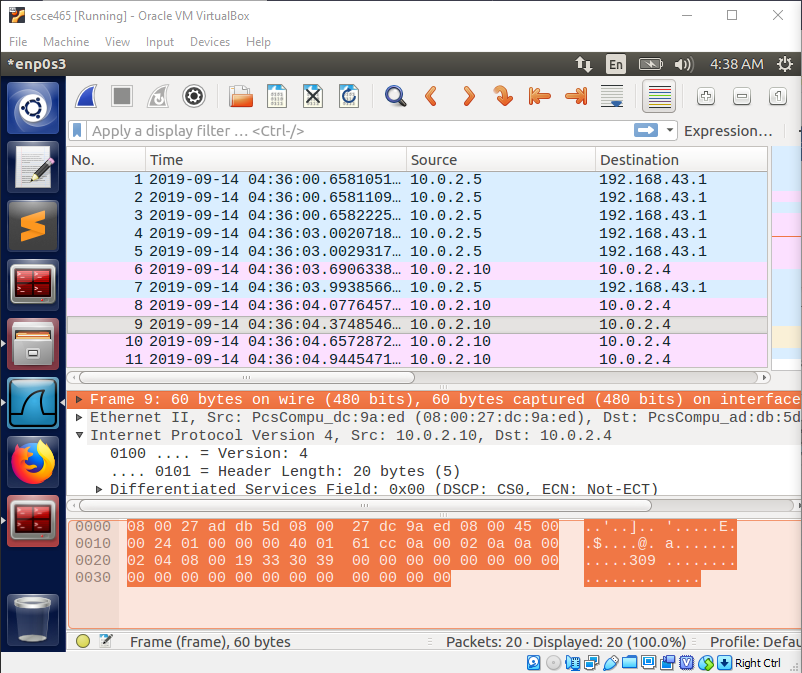 csce465 [Running] - Oracle VM VirtualBox
File Machine View Input Devices Help
*enp0s3 En 4:38 AM
Apply a display filter … <Ctrl-/> Expression…
No. Time Source Destination
1 2019-09-14 04:36:00.6581051… 10.0.2.5 192.168.43.1
2 2019-09-14 04:36:00.6581109… 10.0.2.5 192.168.43.1
3 2019-09-14 04:36:00.6582225… 10.0.2.5 192.168.43.1
4 2019-09-14 04:36:03.0020718… 10.0.2.5 192.168.43.1
5 2019-09-14 04:36:03.0029317… 10.0.2.5 192.168.43.1
6 2019-09-14 04:36:03.6906338… 10.0.2.10 10.0.2.4
7 2019-09-14 04:36:03.9938566… 10.0.2.5 192.168.43.1
8 2019-09-14 04:36:04.0776457… 10.0.2.10 10.0.2.4
9 2019-09-14 04:36:04.3748546… 10.0.2.10 10.0.2.4
10 2019-09-14 04:36:04.6572872… 10.0.2.10 10.0.2.4
11 2019-09-14 04:36:04.9445471… 10.0.2.10 10.0.2.4
Frame 9: 60 bytes on wire (480 bits), 60 bytes captured (480 bits) on interface
Ethernet II, Src: PcsCompu_dc:9a:ed (08:00:27:dc:9a:ed), Dst: PcsCompu_ad:db:5d
Internet Protocol Version 4, Src: 10.0.2.10, Dst: 10.0.2.4
0100 .... = Version: 4
.... 0101 = Header Length: 20 bytes (5)
Differentiated Services Field: 0x00 (DSCP: CS0, ECN: Not-ECT)
0000 08 00 27 ad db 5d 08 00 27 dc 9a ed 08 00 45 00 ..'..].. '.....E.
0010 00 24 01 00 00 00 40 01 61 cc 0a 00 02 0a 0a 00 .$....@. a.......
0020 02 04 08 00 19 33 30 39 00 00 00 00 00 00 00 00 .....309 ........
0030 00 00 00 00 00 00 00 00 00 00 00 00 ........ ....
Frame (frame), 60 bytes Packets: 20 · Displayed: 20 (100.0%) Profile: Defau
Right Ctrl